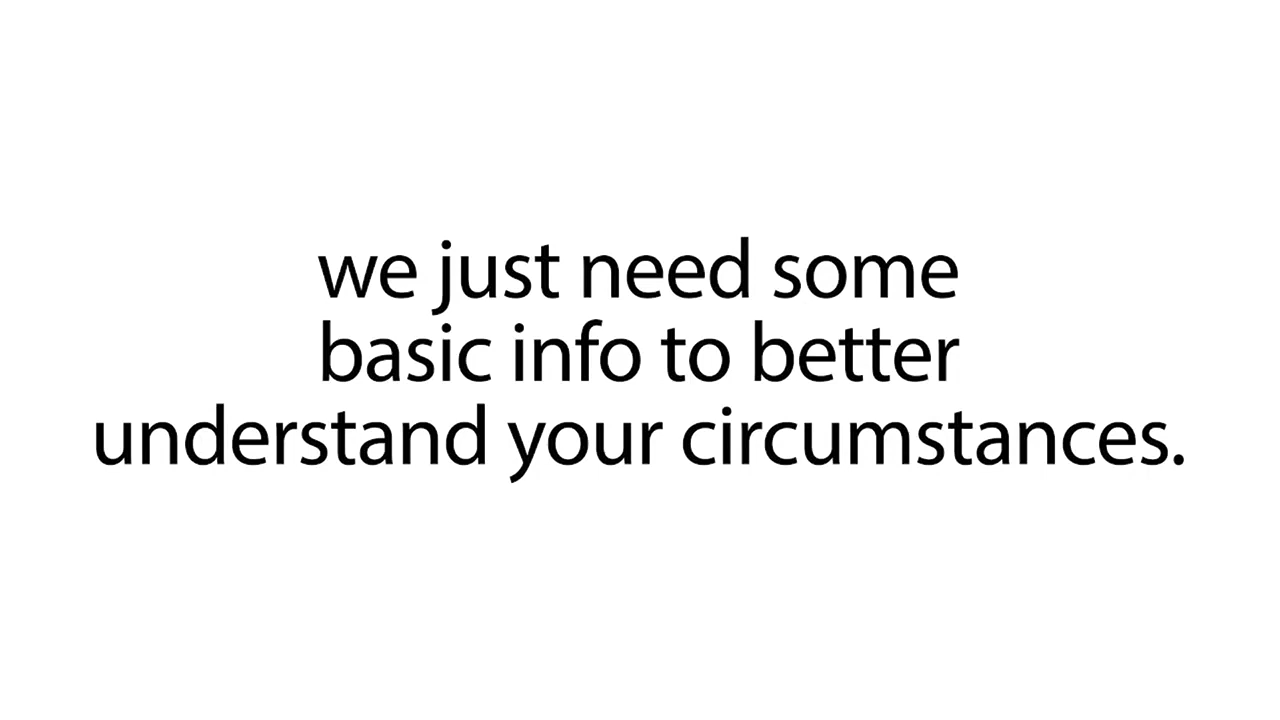 we just need some
basic info to better
understand your circumstances.